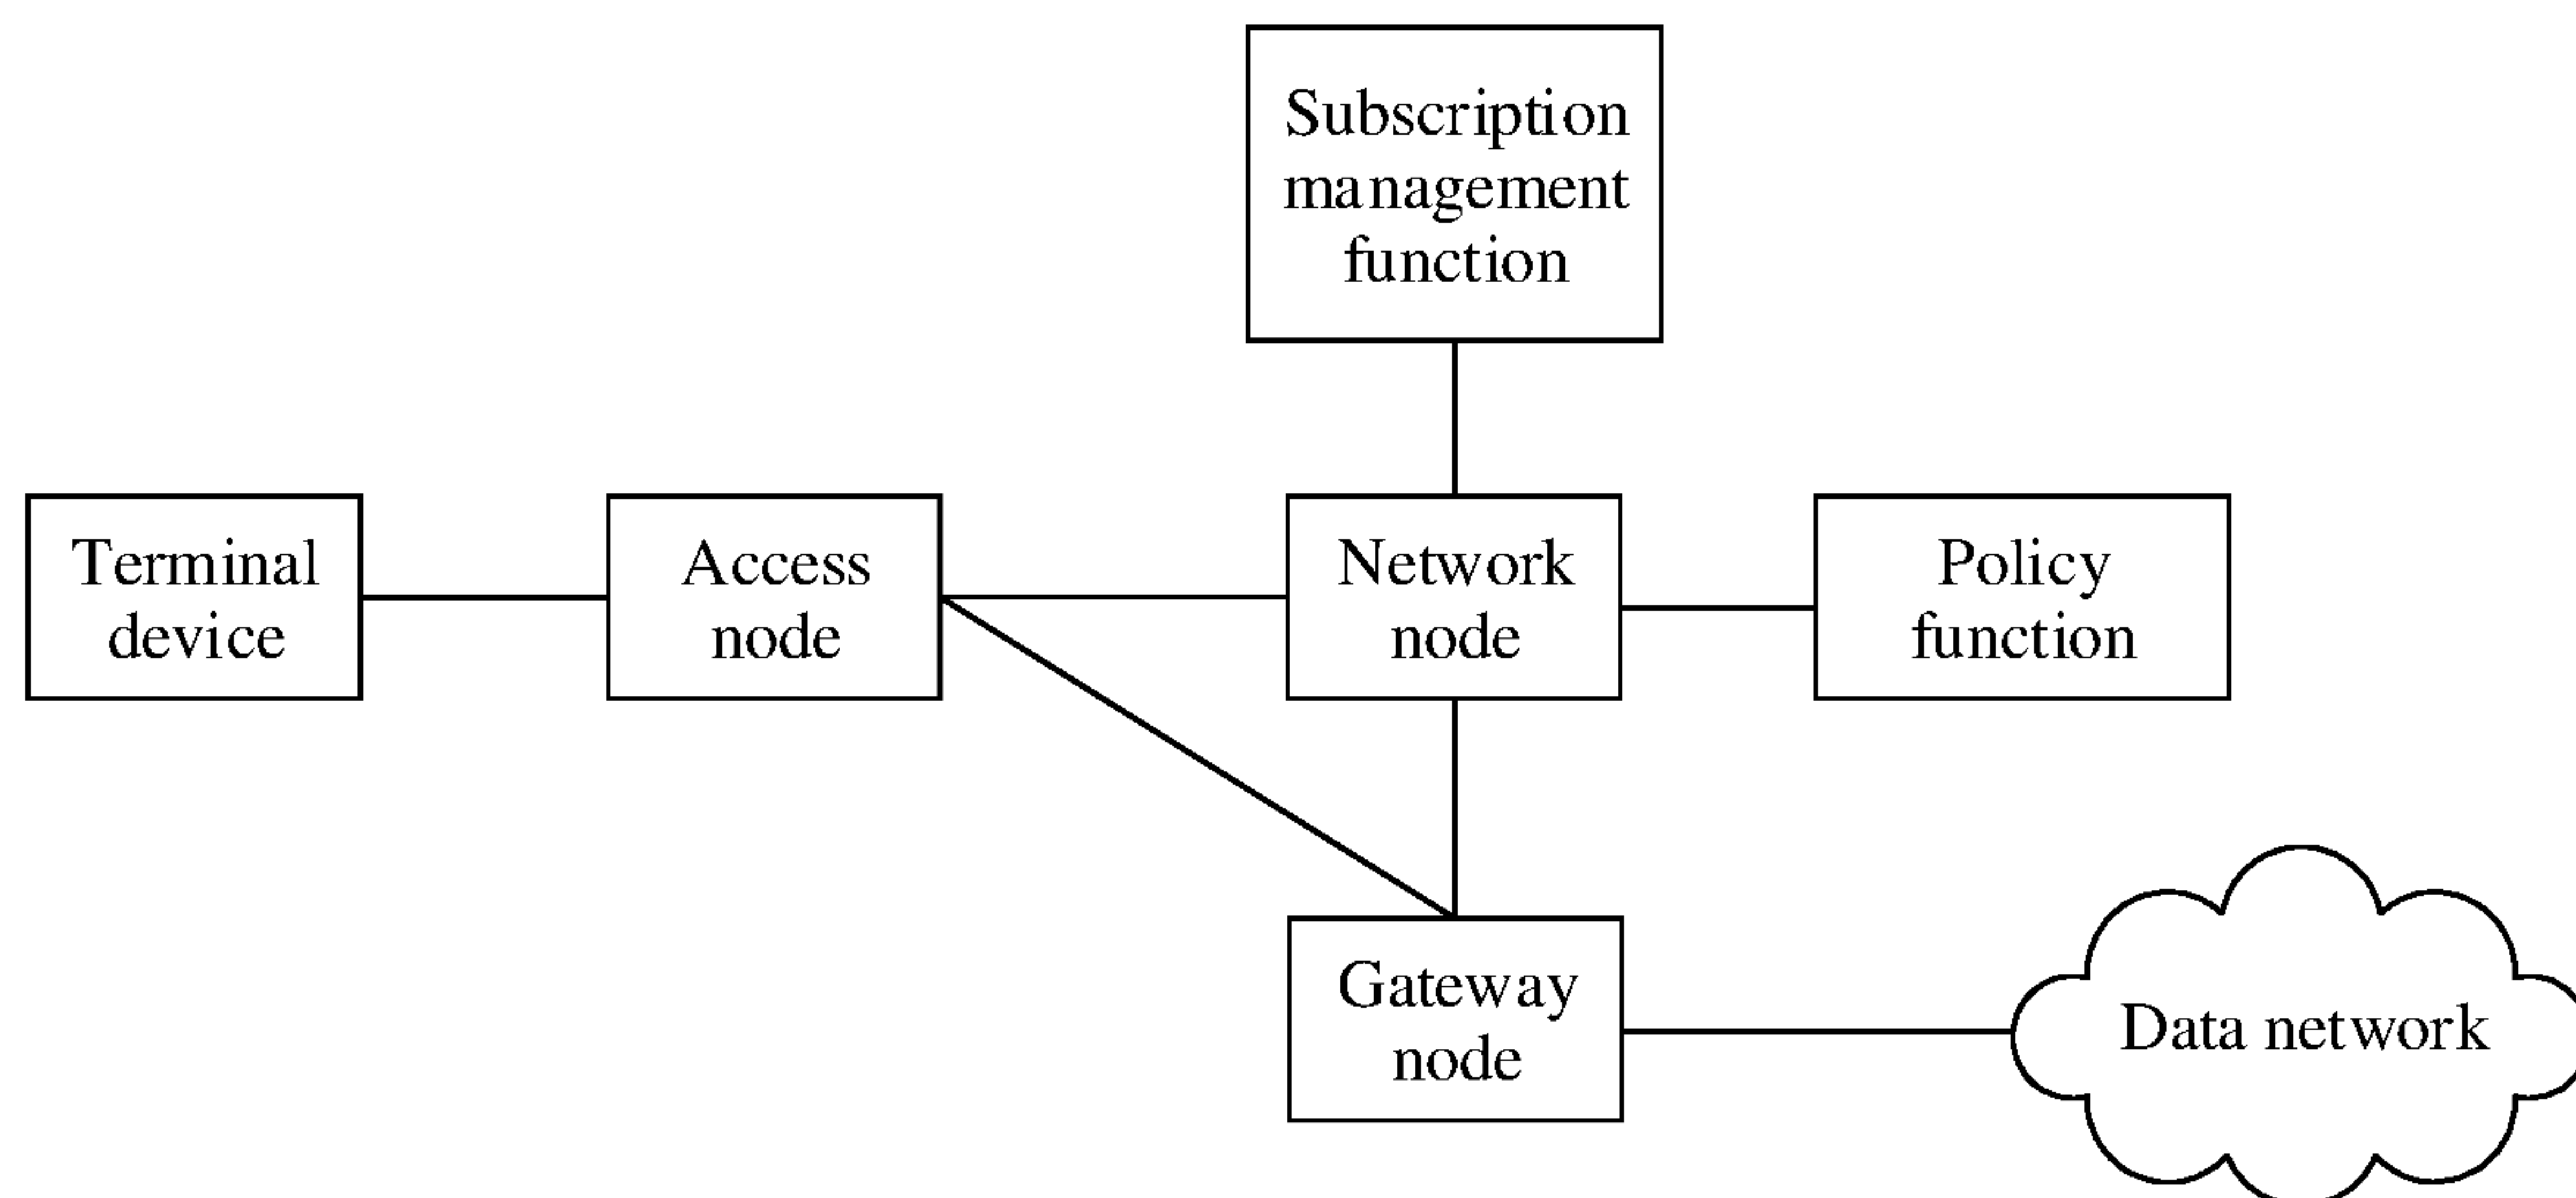 Subscription
management
function
Terminal
device
Access
node
Network
node
Policy
function
Gateway
node
Data network